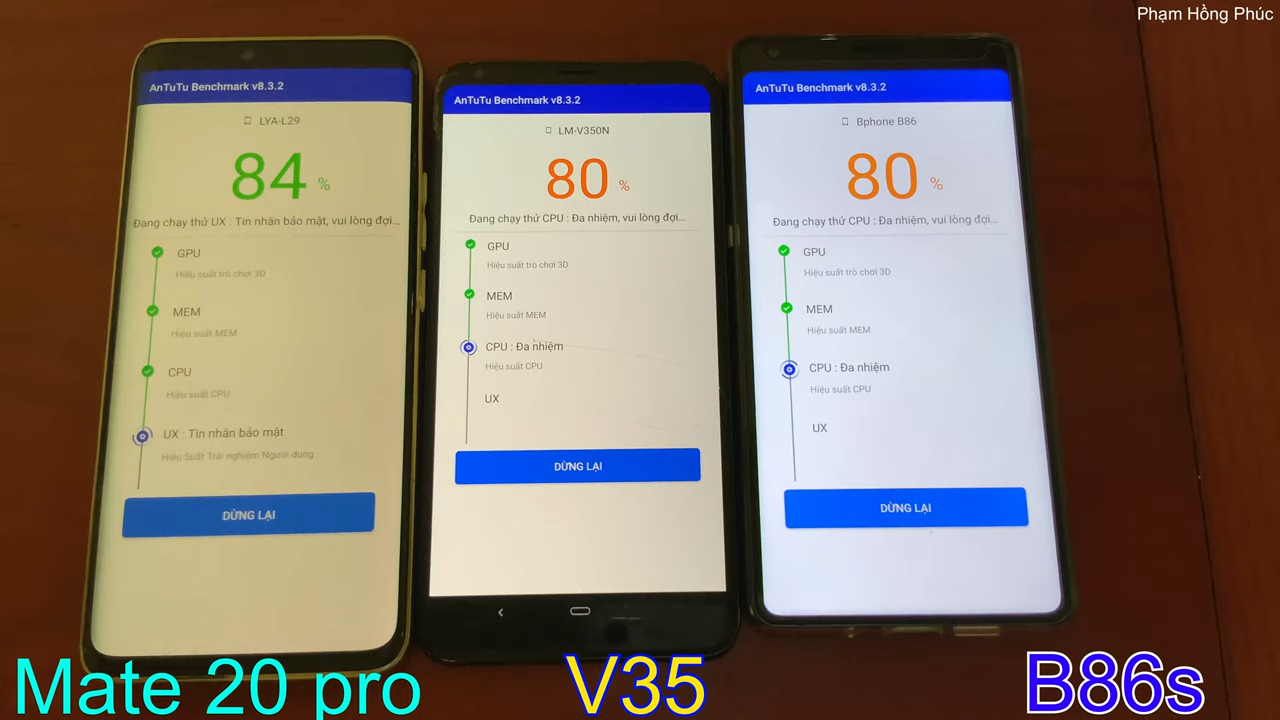 Phạm Hồng Phúc
AnTuTu Benchmark v8.3.2
LYA-L29
84 %
Đang chạy thử UX : Tin nhắn bảo mật, vui lòng đợi...
GPU
Hiệu suất trò chơi 3D
MEM
Hiệu suất MEM
CPU
Hiệu suất CPU
UX : Tin nhắn bảo mật
Hiệu Suất Trải nghiệm Người dùng
DỪNG LẠI
AnTuTu Benchmark v8.3.2
LM-V350N
80 %
Đang chạy thử CPU : Đa nhiệm, vui lòng đợi...
GPU
Hiệu suất trò chơi 3D
MEM
Hiệu suất MEM
CPU : Đa nhiệm
Hiệu suất CPU
UX
DỪNG LẠI
AnTuTu Benchmark v8.3.2
Bphone B86
80 %
Đang chạy thử CPU : Đa nhiệm, vui lòng đợi...
GPU
Hiệu suất trò chơi 3D
MEM
Hiệu suất MEM
CPU : Đa nhiệm
Hiệu suất CPU
UX
DỪNG LẠI
Mate 20 pro
V35
B86s